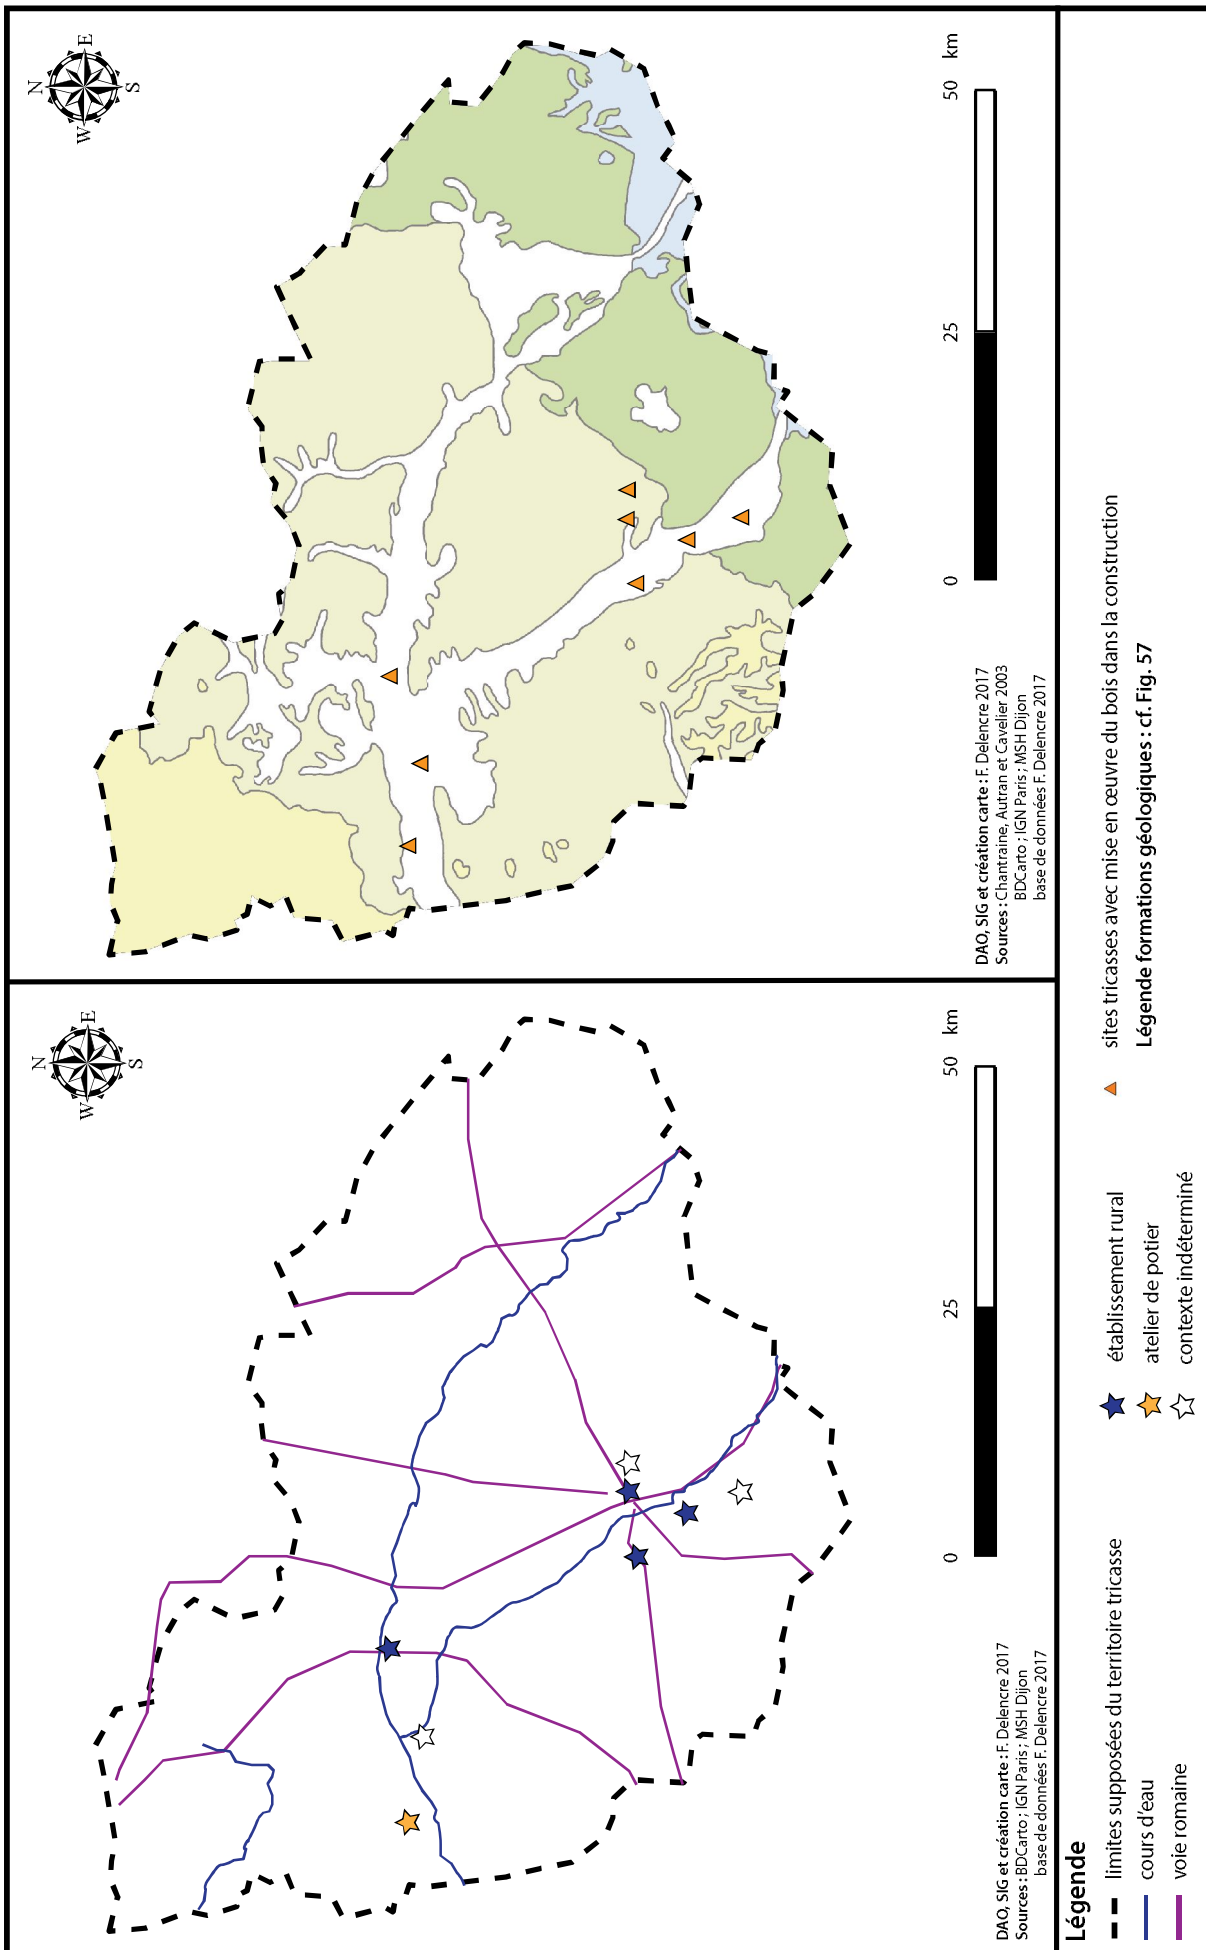 N
E
S
W
0
25
50
km
DAO, SIG et création carte : F. Delencre 2017
Sources : BDCarto ; IGN Paris ; MSH Dijon
base de données F. Delencre 2017
N
E
S
W
0
25
50
km
DAO, SIG et création carte : F. Delencre 2017
Sources : Chantraine, Autran et Cavelier 2003
BDCarto ; IGN Paris ; MSH Dijon
base de données F. Delencre 2017
Légende
limites supposées du territoire tricasse
cours d'eau
voie romaine
établissement rural
atelier de potier
contexte indéterminé
sites tricasses avec mise en œuvre du bois dans la construction
Légende formations géologiques : cf. Fig. 57